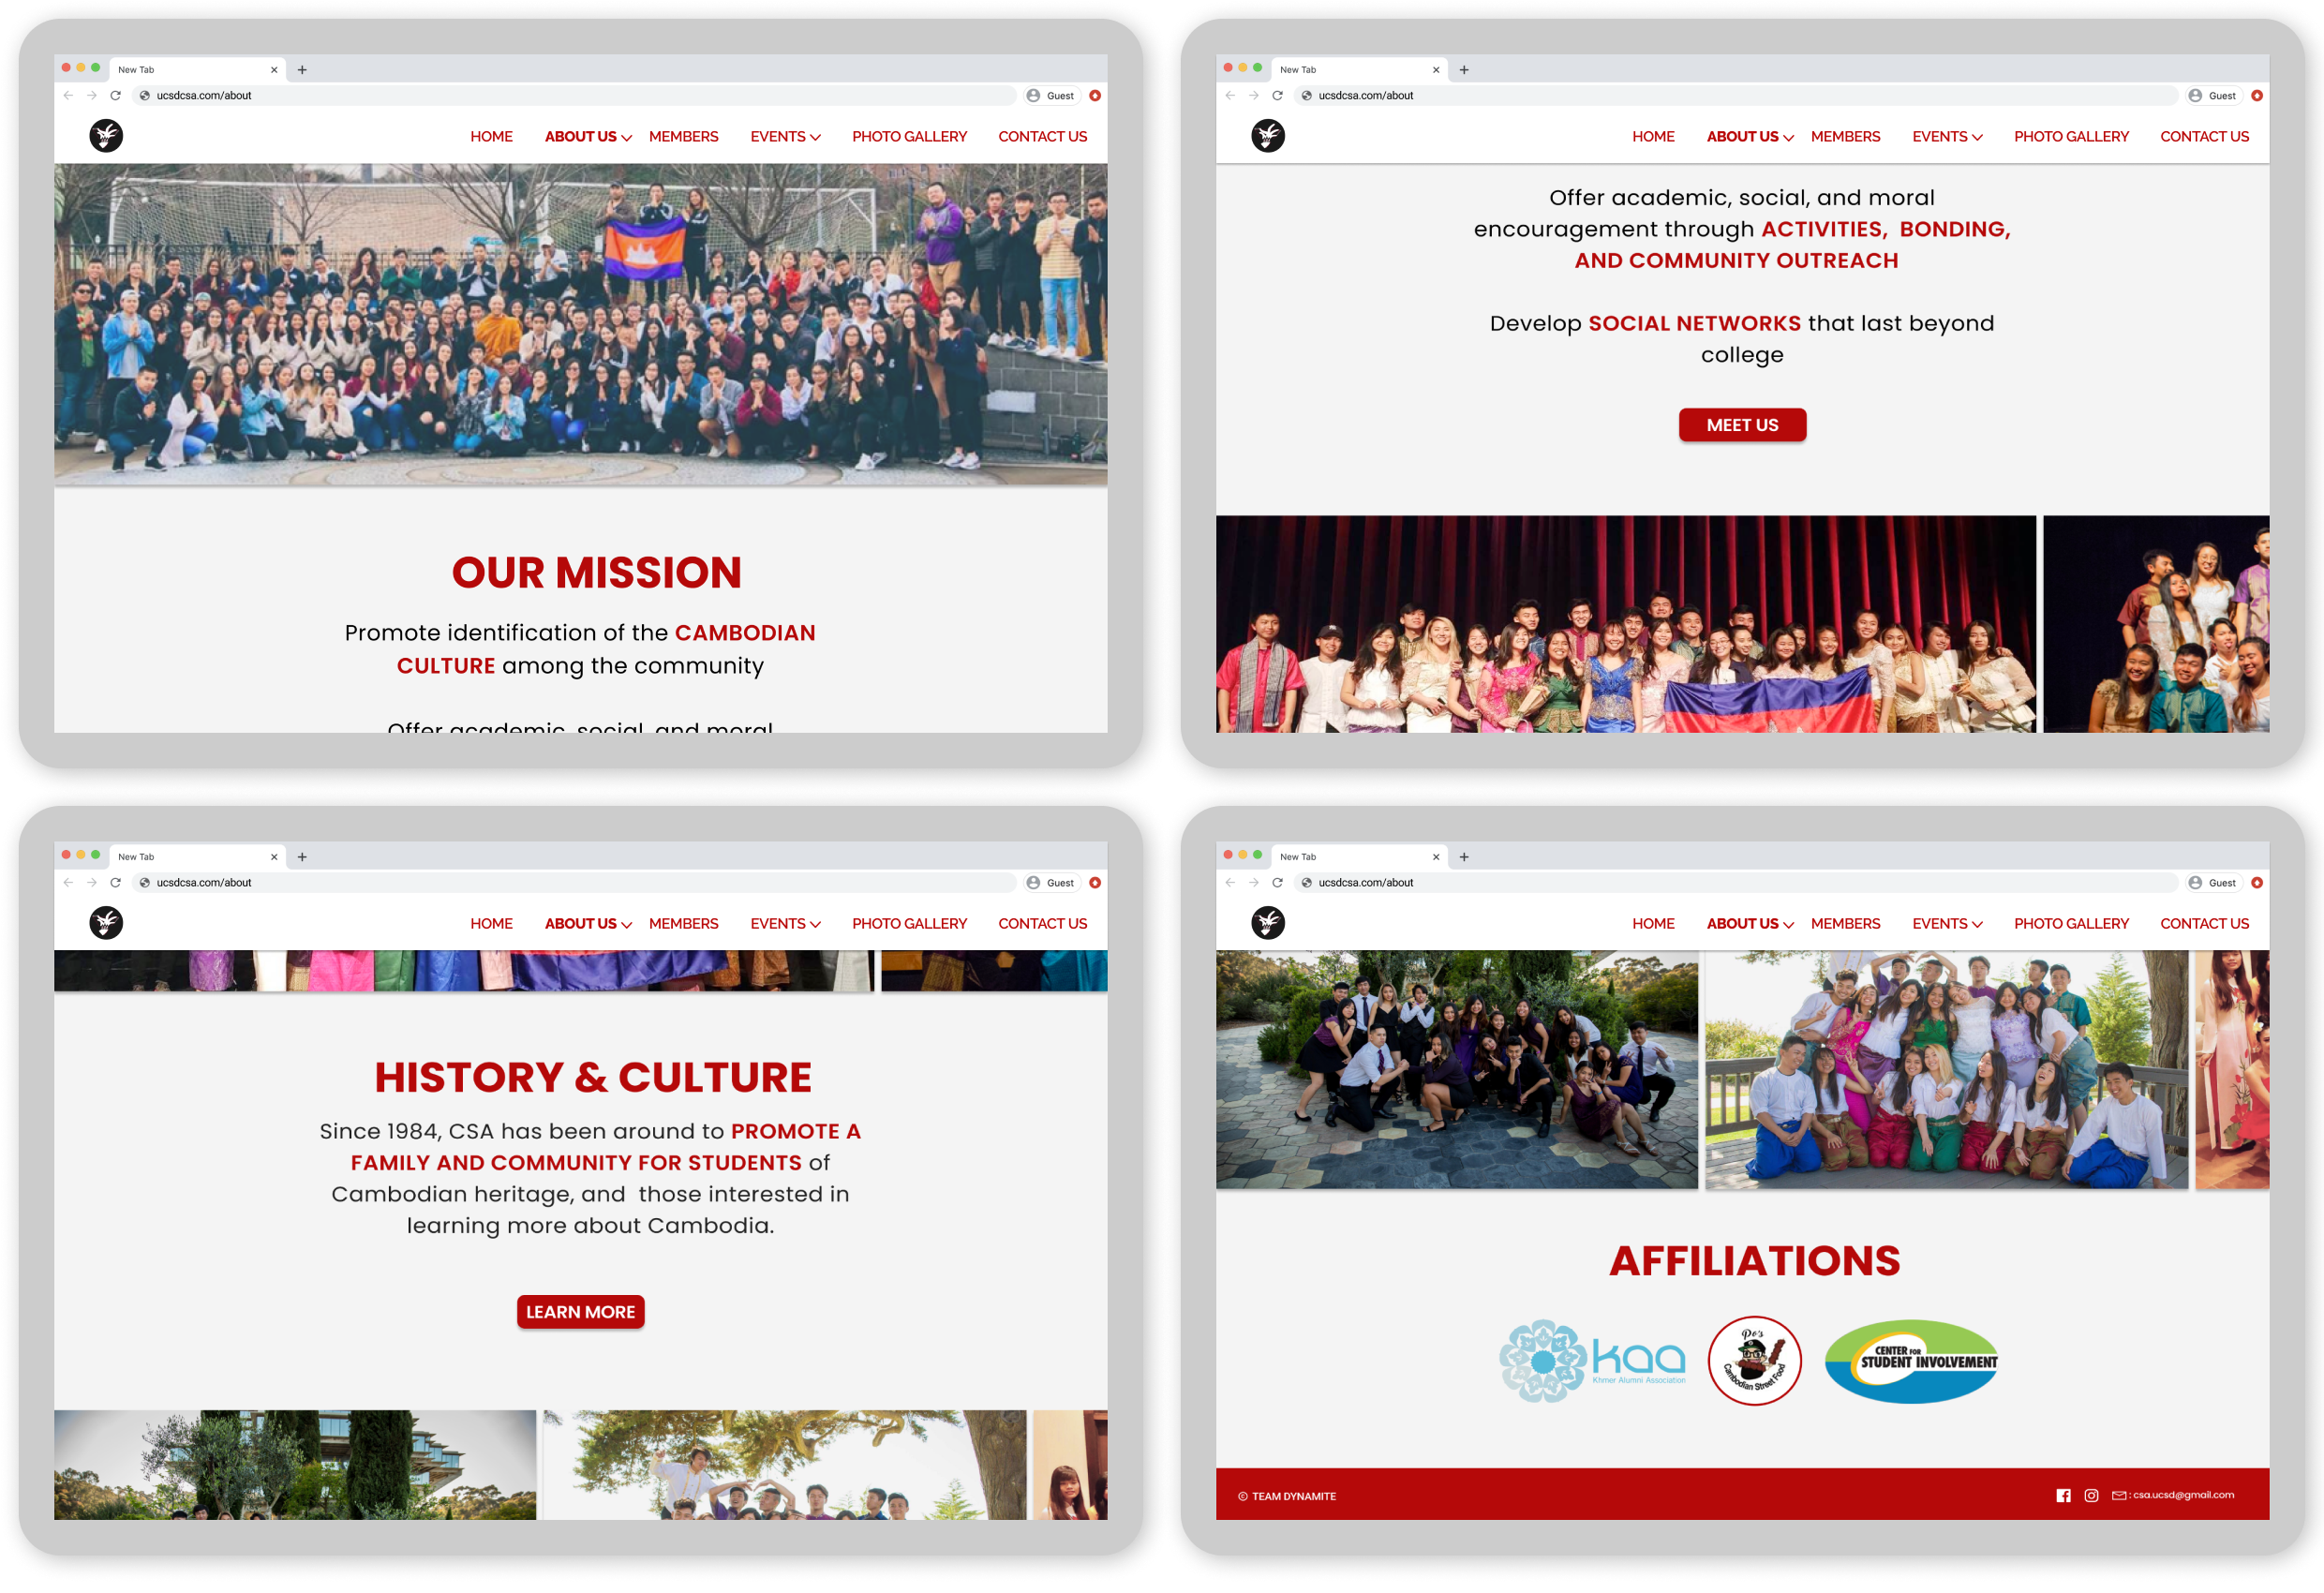 New Tab
ucsdcsa.com/about
Guest
HOME ABOUT US MEMBERS EVENTS PHOTO GALLERY CONTACT US
OUR MISSION
Promote identification of the CAMBODIAN
CULTURE among the community
Offer academic, social, and moral
New Tab
ucsdcsa.com/about
Guest
HOME ABOUT US MEMBERS EVENTS PHOTO GALLERY CONTACT US
Offer academic, social, and moral
encouragement through ACTIVITIES, BONDING,
AND COMMUNITY OUTREACH
Develop SOCIAL NETWORKS that last beyond
college
MEET US
New Tab
ucsdcsa.com/about
Guest
HOME ABOUT US MEMBERS EVENTS PHOTO GALLERY CONTACT US
HISTORY & CULTURE
Since 1984, CSA has been around to PROMOTE A
FAMILY AND COMMUNITY FOR STUDENTS of
Cambodian heritage, and those interested in
learning more about Cambodia.
LEARN MORE
New Tab
ucsdcsa.com/about
Guest
HOME ABOUT US MEMBERS EVENTS PHOTO GALLERY CONTACT US
AFFILIATIONS
kaa
Khmer Alumni Association
Po's
Cambodian Street Food
CENTER FOR
STUDENT INVOLVEMENT
© TEAM DYNAMITE
: csa.ucsd@gmail.com